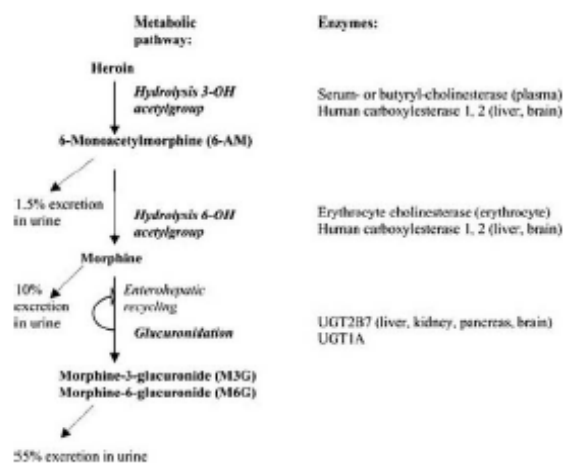 Metabolic
pathway:
Enzymes:
Heroin
Hydrolysis 3-OH
acetylgroup
Serum- or butyryl-cholinesterase (plasma)
Human carboxylesterase 1, 2 (liver, brain)
6-Monoacetylmorphine (6-AM)
1.5% excretion
in urine
Hydrolysis 6-OH
acetylgroup
Erythrocyte cholinesterase (erythrocyte)
Human carboxylesterase 1, 2 (liver, brain)
Morphine
10%
excretion
in urine
Enterohepatic
recycling
Glucuronidation
UGT2B7 (liver, kidney, pancreas, brain)
UGT1A
Morphine-3-glucuronide (M3G)
Morphine-6-glucuronide (M6G)
55% excretion in urine